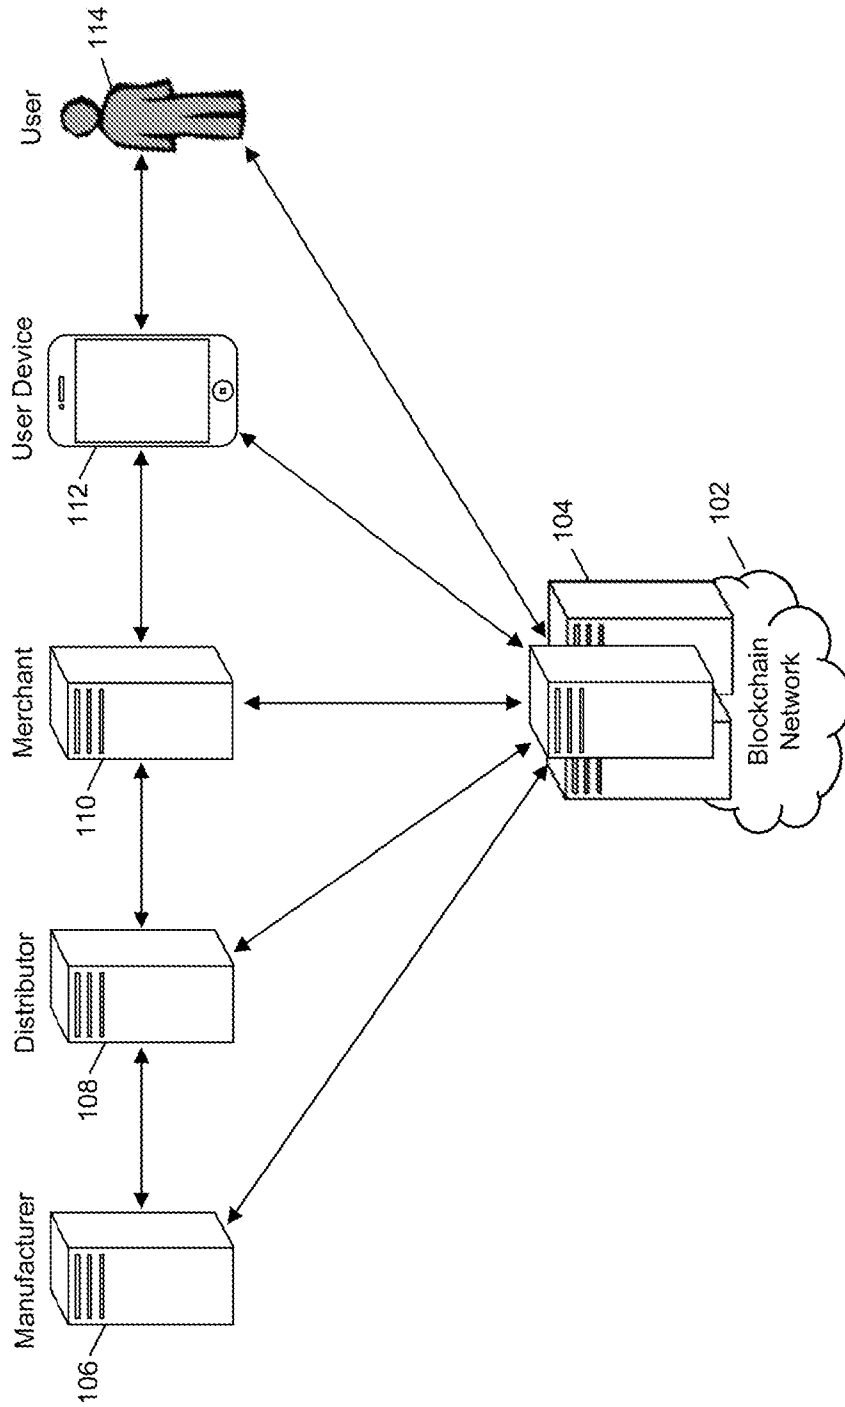 Manufacturer
Distributor
Merchant
User Device
User
106
108
110
112
114
104
102
Blockchain
Network